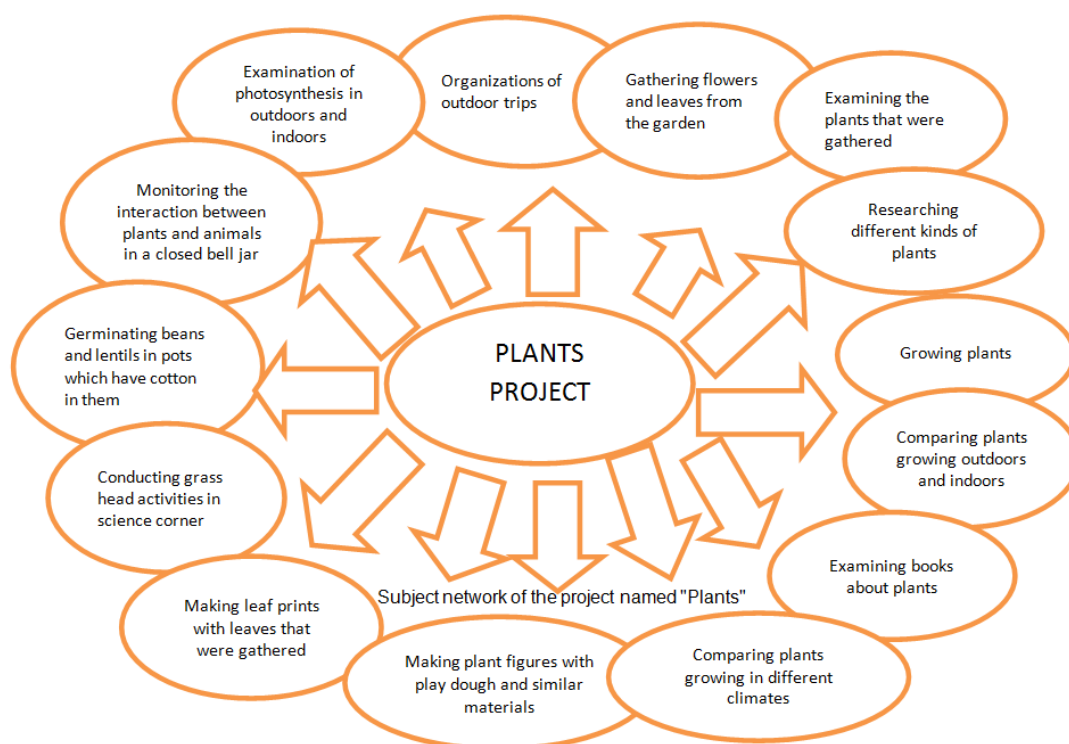 Examination of
photosynthesis in
outdoors and
indoors
Organizations of
outdoor trips
Gathering flowers
and leaves from
the garden
Examining the
plants that were
gathered
Researching
different kinds of
plants
Growing plants
Comparing plants
growing outdoors
and indoors
Examining books
about plants
Comparing plants
growing in different
climates
Making plant figures with
play dough and similar
materials
Making leaf prints
with leaves that
were gathered
Conducting grass
head activities in
science corner
Germinating beans
and lentils in pots
which have cotton
in them
Monitoring the
interaction between
plants and animals
in a closed bell jar
PLANTS
PROJECT
Subject network of the project named "Plants"